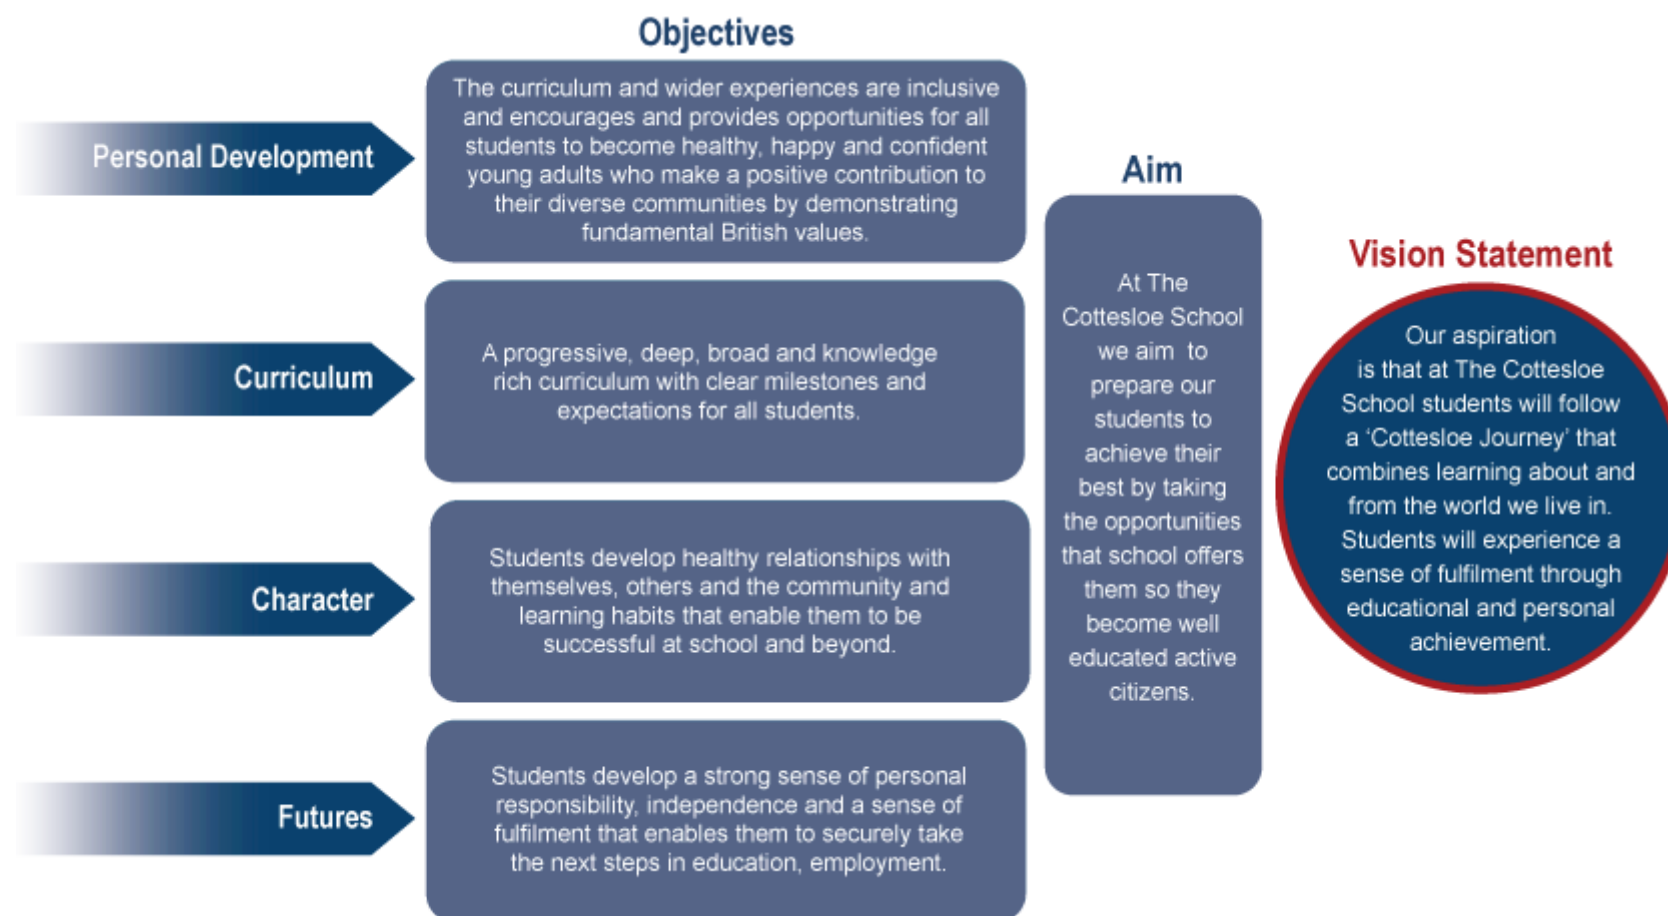 Objectives
Personal Development
The curriculum and wider experiences are inclusive
and encourages and provides opportunities for all
students to become healthy, happy and confident
young adults who make a positive contribution to
their diverse communities by demonstrating
fundamental British values.
Curriculum
A progressive, deep, broad and knowledge
rich curriculum with clear milestones and
expectations for all students.
Character
Students develop healthy relationships with
themselves, others and the community and
learning habits that enable them to be
successful at school and beyond.
Futures
Students develop a strong sense of personal
responsibility, independence and a sense of
fulfilment that enables them to securely take
the next steps in education, employment.
Aim
At The
Cottesloe School
we aim to
prepare our
students to
achieve their
best by taking
the opportunities
that school offers
them so they
become well
educated active
citizens.
Vision Statement
Our aspiration
is that at The Cottesloe
School students will follow
a ‘Cottesloe Journey’ that
combines learning about and
from the world we live in.
Students will experience a
sense of fulfilment through
educational and personal
achievement.